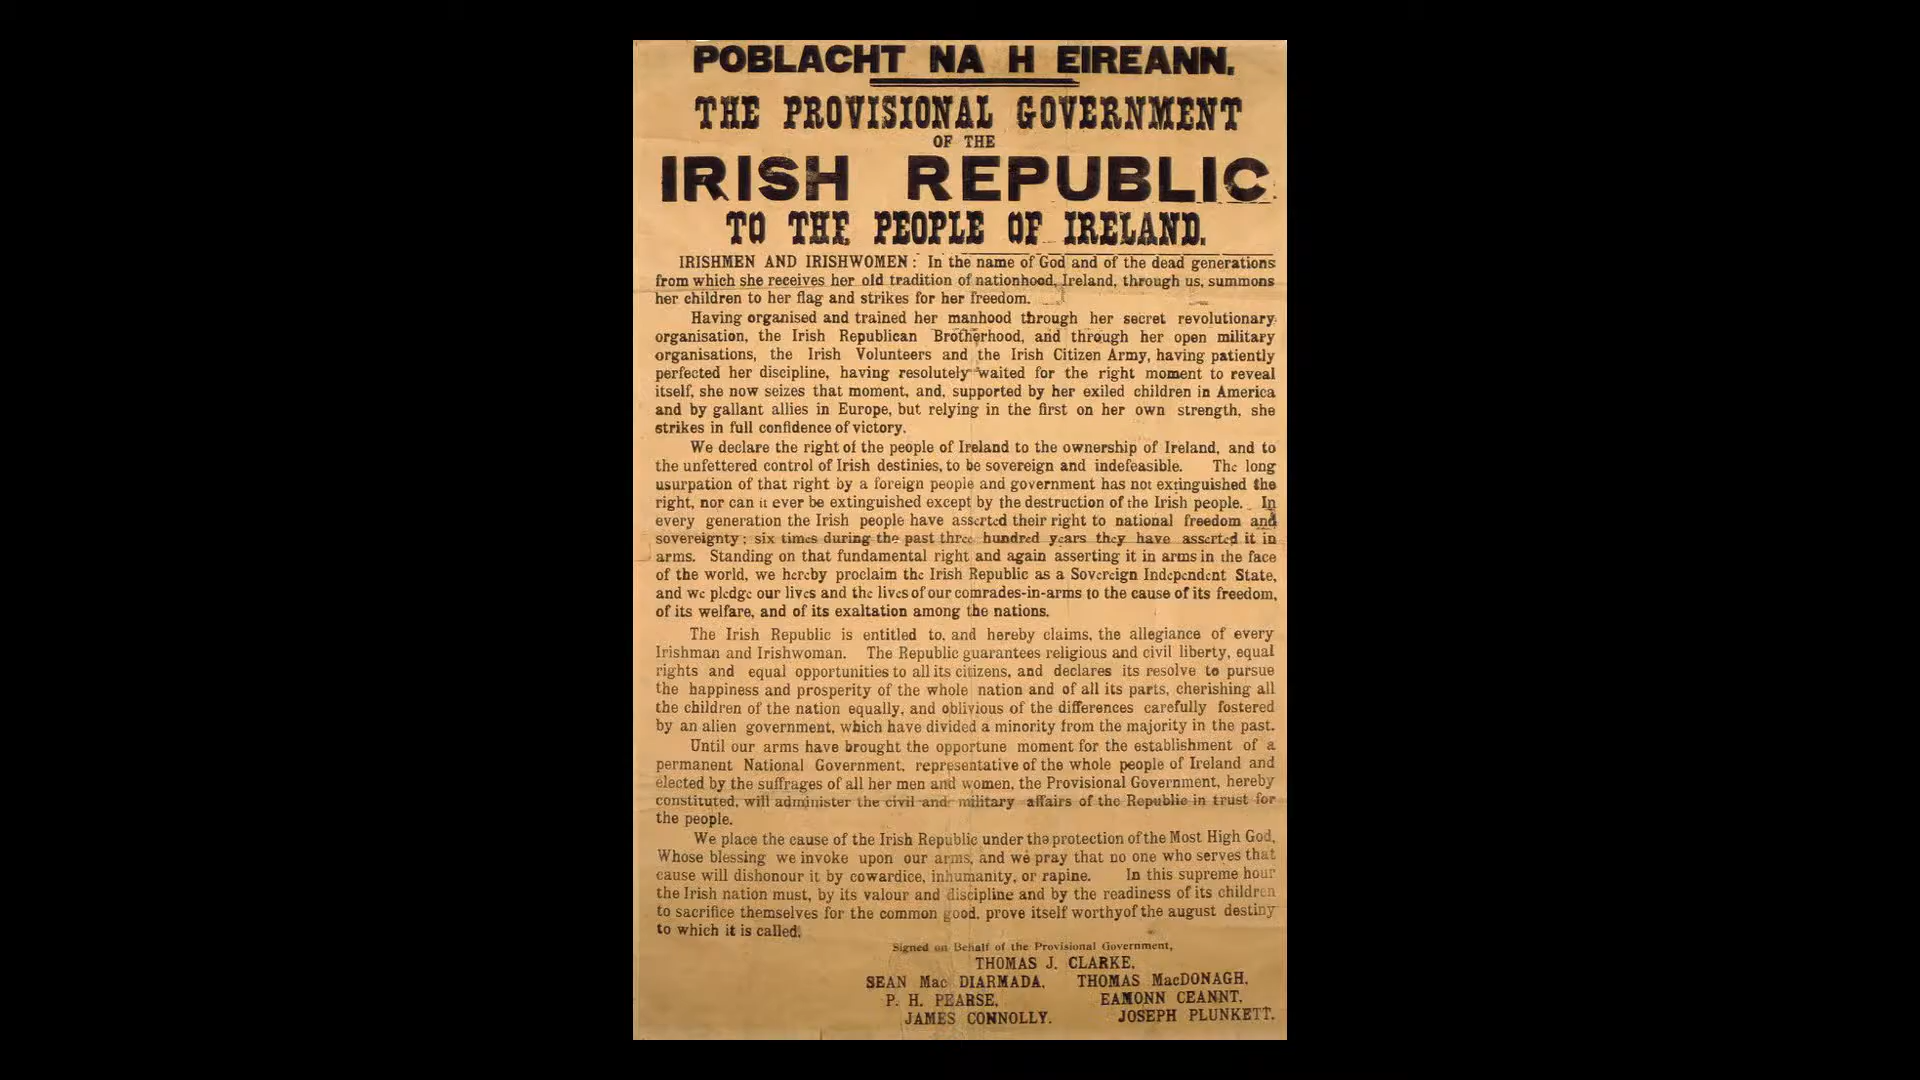 POBLACHT NA H EIREANN.
THE PROVISIONAL GOVERNMENT
OF THE
IRISH REPUBLIC
TO THE PEOPLE OF IRELAND.
IRISHMEN AND IRISHWOMEN: In the name of God and of the dead generations
from which she receives her old tradition of nationhood, Ireland, through us, summons
her children to her flag and strikes for her freedom.
Having organised and trained her manhood through her secret revolutionary
organisation, the Irish Republican Brotherhood, and through her open military
organisations, the Irish Volunteers and the Irish Citizen Army, having patiently
perfected her discipline, having resolutely waited for the right moment to reveal
itself, she now seizes that moment, and, supported by her exiled children in America
and by gallant allies in Europe, but relying in the first on her own strength, she
strikes in full confidence of victory.
We declare the right of the people of Ireland to the ownership of Ireland, and to
the unfettered control of Irish destinies, to be sovereign and indefeasible. The long
usurpation of that right by a foreign people and government has not extinguished the
right, nor can it ever be extinguished except by the destruction of the Irish people. In
every generation the Irish people have asserted their right to national freedom and
sovereignty; six times during the past three hundred years they have asserted it in
arms. Standing on that fundamental right and again asserting it in arms in the face
of the world, we hereby proclaim the Irish Republic as a Sovereign Independent State,
and we pledge our lives and the lives of our comrades-in-arms to the cause of its freedom,
of its welfare, and of its exaltation among the nations.
The Irish Republic is entitled to, and hereby claims, the allegiance of every
Irishman and Irishwoman. The Republic guarantees religious and civil liberty, equal
rights and equal opportunities to all its citizens, and declares its resolve to pursue
the happiness and prosperity of the whole nation and of all its parts, cherishing all
the children of the nation equally, and oblivious of the differences carefully fostered
by an alien government, which have divided a minority from the majority in the past.
Until our arms have brought the opportune moment for the establishment of a
permanent National Government, representative of the whole people of Ireland and
elected by the suffrages of all her men and women, the Provisional Government, hereby
constituted, will administer the civil and military affairs of the Republic in trust for
the people.
We place the cause of the Irish Republic under the protection of the Most High God,
Whose blessing we invoke upon our arms, and we pray that no one who serves that
cause will dishonour it by cowardice, inhumanity, or rapine. In this supreme hour
the Irish nation must, by its valour and discipline and by the readiness of its children
to sacrifice themselves for the common good, prove itself worthy of the august destiny
to which it is called.
Signed on Behalf of the Provisional Government,
THOMAS J. CLARKE,
SEAN Mac DIARMADA, THOMAS MacDONAGH,
P. H. PEARSE, EAMONN CEANNT,
JAMES CONNOLLY. JOSEPH PLUNKETT.